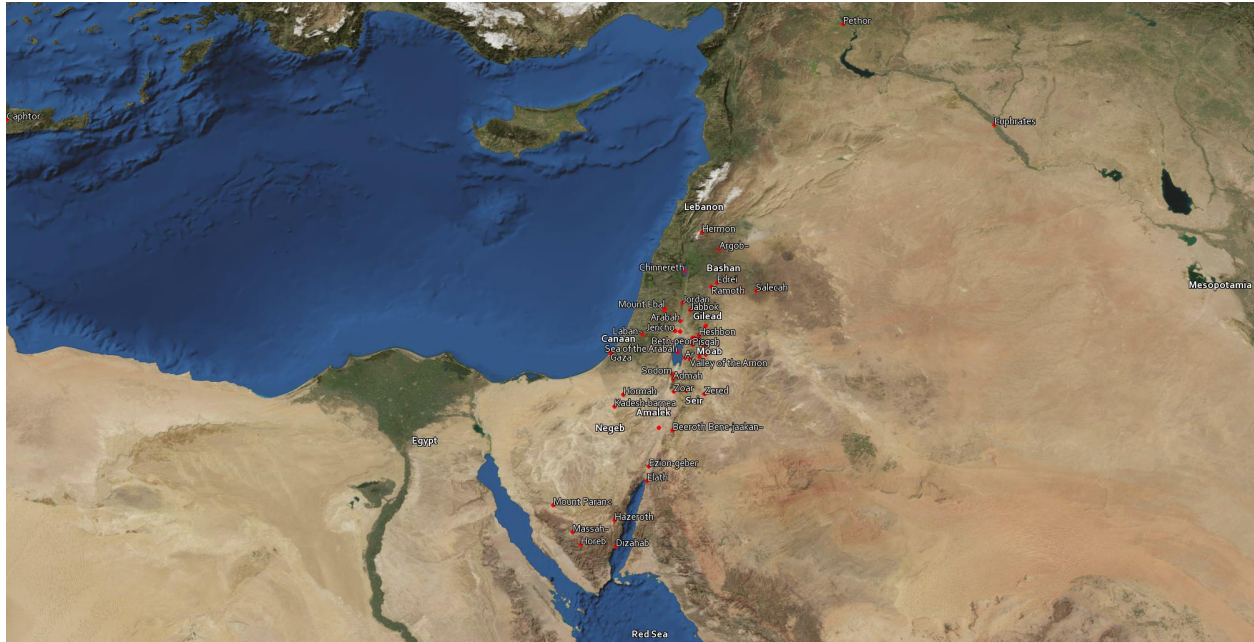 Pethor
Caphtor
Euphrates
Lebanon
Hermon
Argob~
Chinnereth
Bashan
Edrei
Mesopotamia
Ramoth
Salecah
Jordan
Mount Ebal
Jabbok
Arabah
Gilead
Jericho
Laban~
Heshbon
Canaan
Beth-peor
Pisgah
Sea of the Arabah
Moab
Gaza
Valley of the Arnon
Sodom
Admah
Hormah
Zoar
Zered
Seir
Kadesh-barnea
Amalek
Negeb
Beeroth Bene-jaakan~
Egypt
Ezion-geber
Elath
Mount Paran<
Hazeroth
Massah~
Horeb
Dizahab
Red Sea